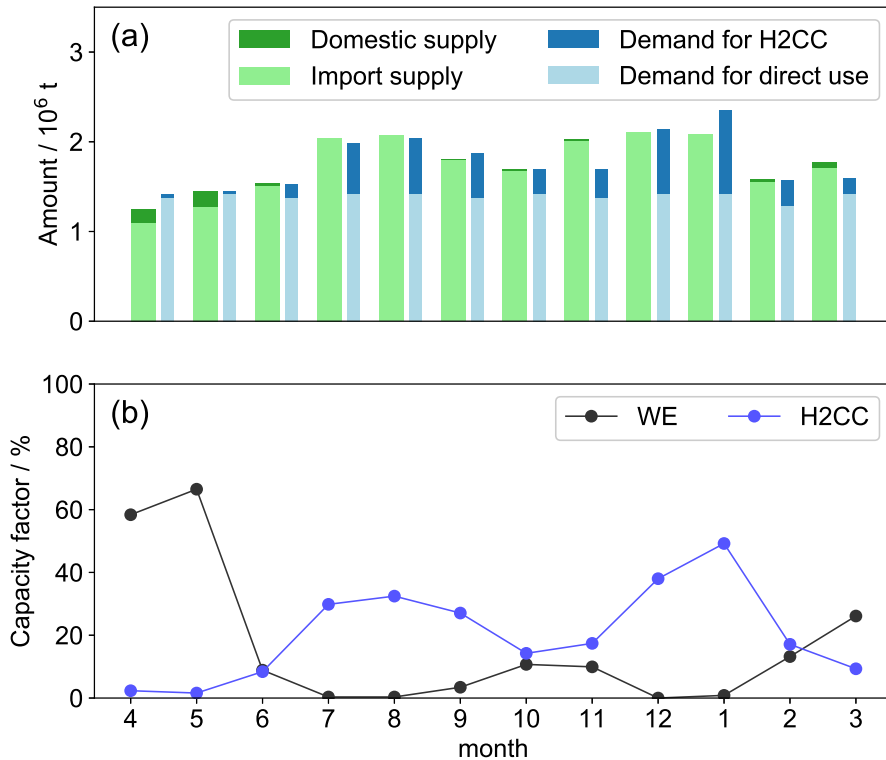 (a)
Domestic supply
Demand for H2CC
Import supply
Demand for direct use
Amount / 10⁶ t
3
2
1
0
(b)
WE
H2CC
Capacity factor / %
100
80
60
40
20
0
4 5 6 7 8 9 10 11 12 1 2 3
month